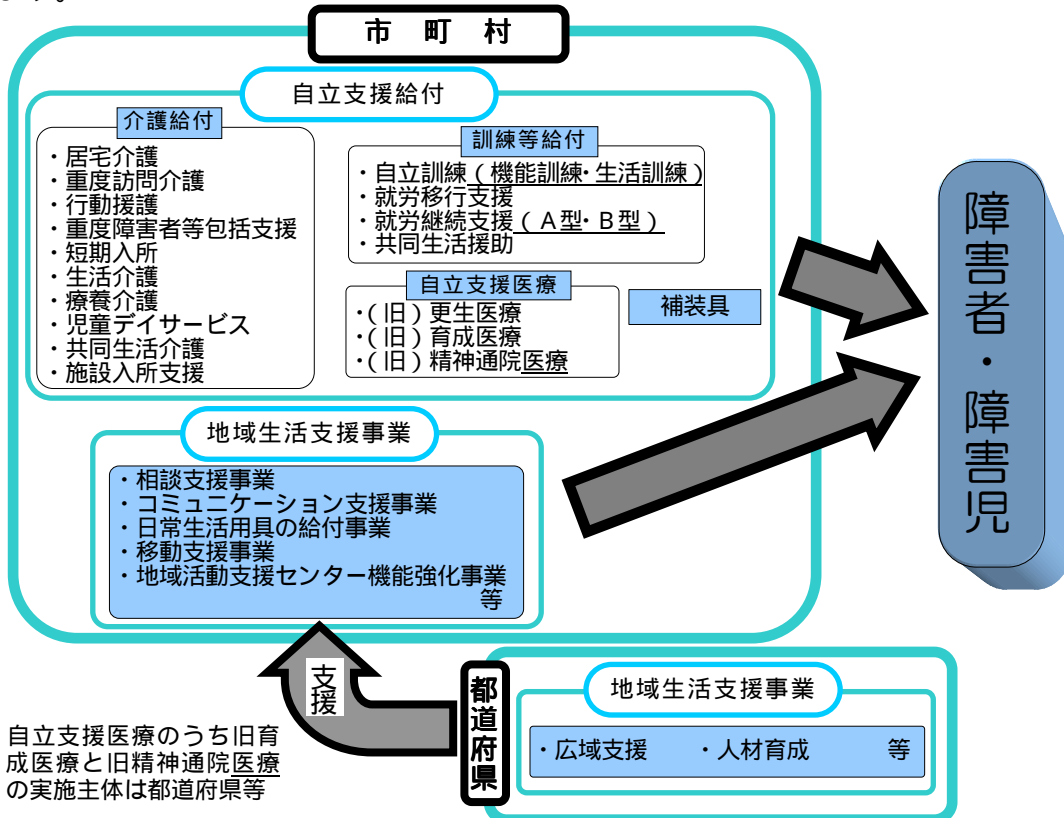 市 町 村
自立支援給付
介護給付
・居宅介護
・重度訪問介護
・行動援護
・重度障害者等包括支援
・短期入所
・生活介護
・療養介護
・児童デイサービス
・共同生活介護
・施設入所支援
訓練等給付
・自立訓練(機能訓練・生活訓練)
・就労移行支援
・就労継続支援(A型・B型)
・共同生活援助
自立支援医療
・(旧)更生医療
・(旧)育成医療
・(旧)精神通院医療
補装具
障害者・障害児
地域生活支援事業
・相談支援事業
・コミュニケーション支援事業
・日常生活用具の給付事業
・移動支援事業
・地域活動支援センター機能強化事業
等
支援
都道府県
地域生活支援事業
・広域支援 ・人材育成 等
自立支援医療のうち旧育
成医療と旧精神通院医療
の実施主体は都道府県等